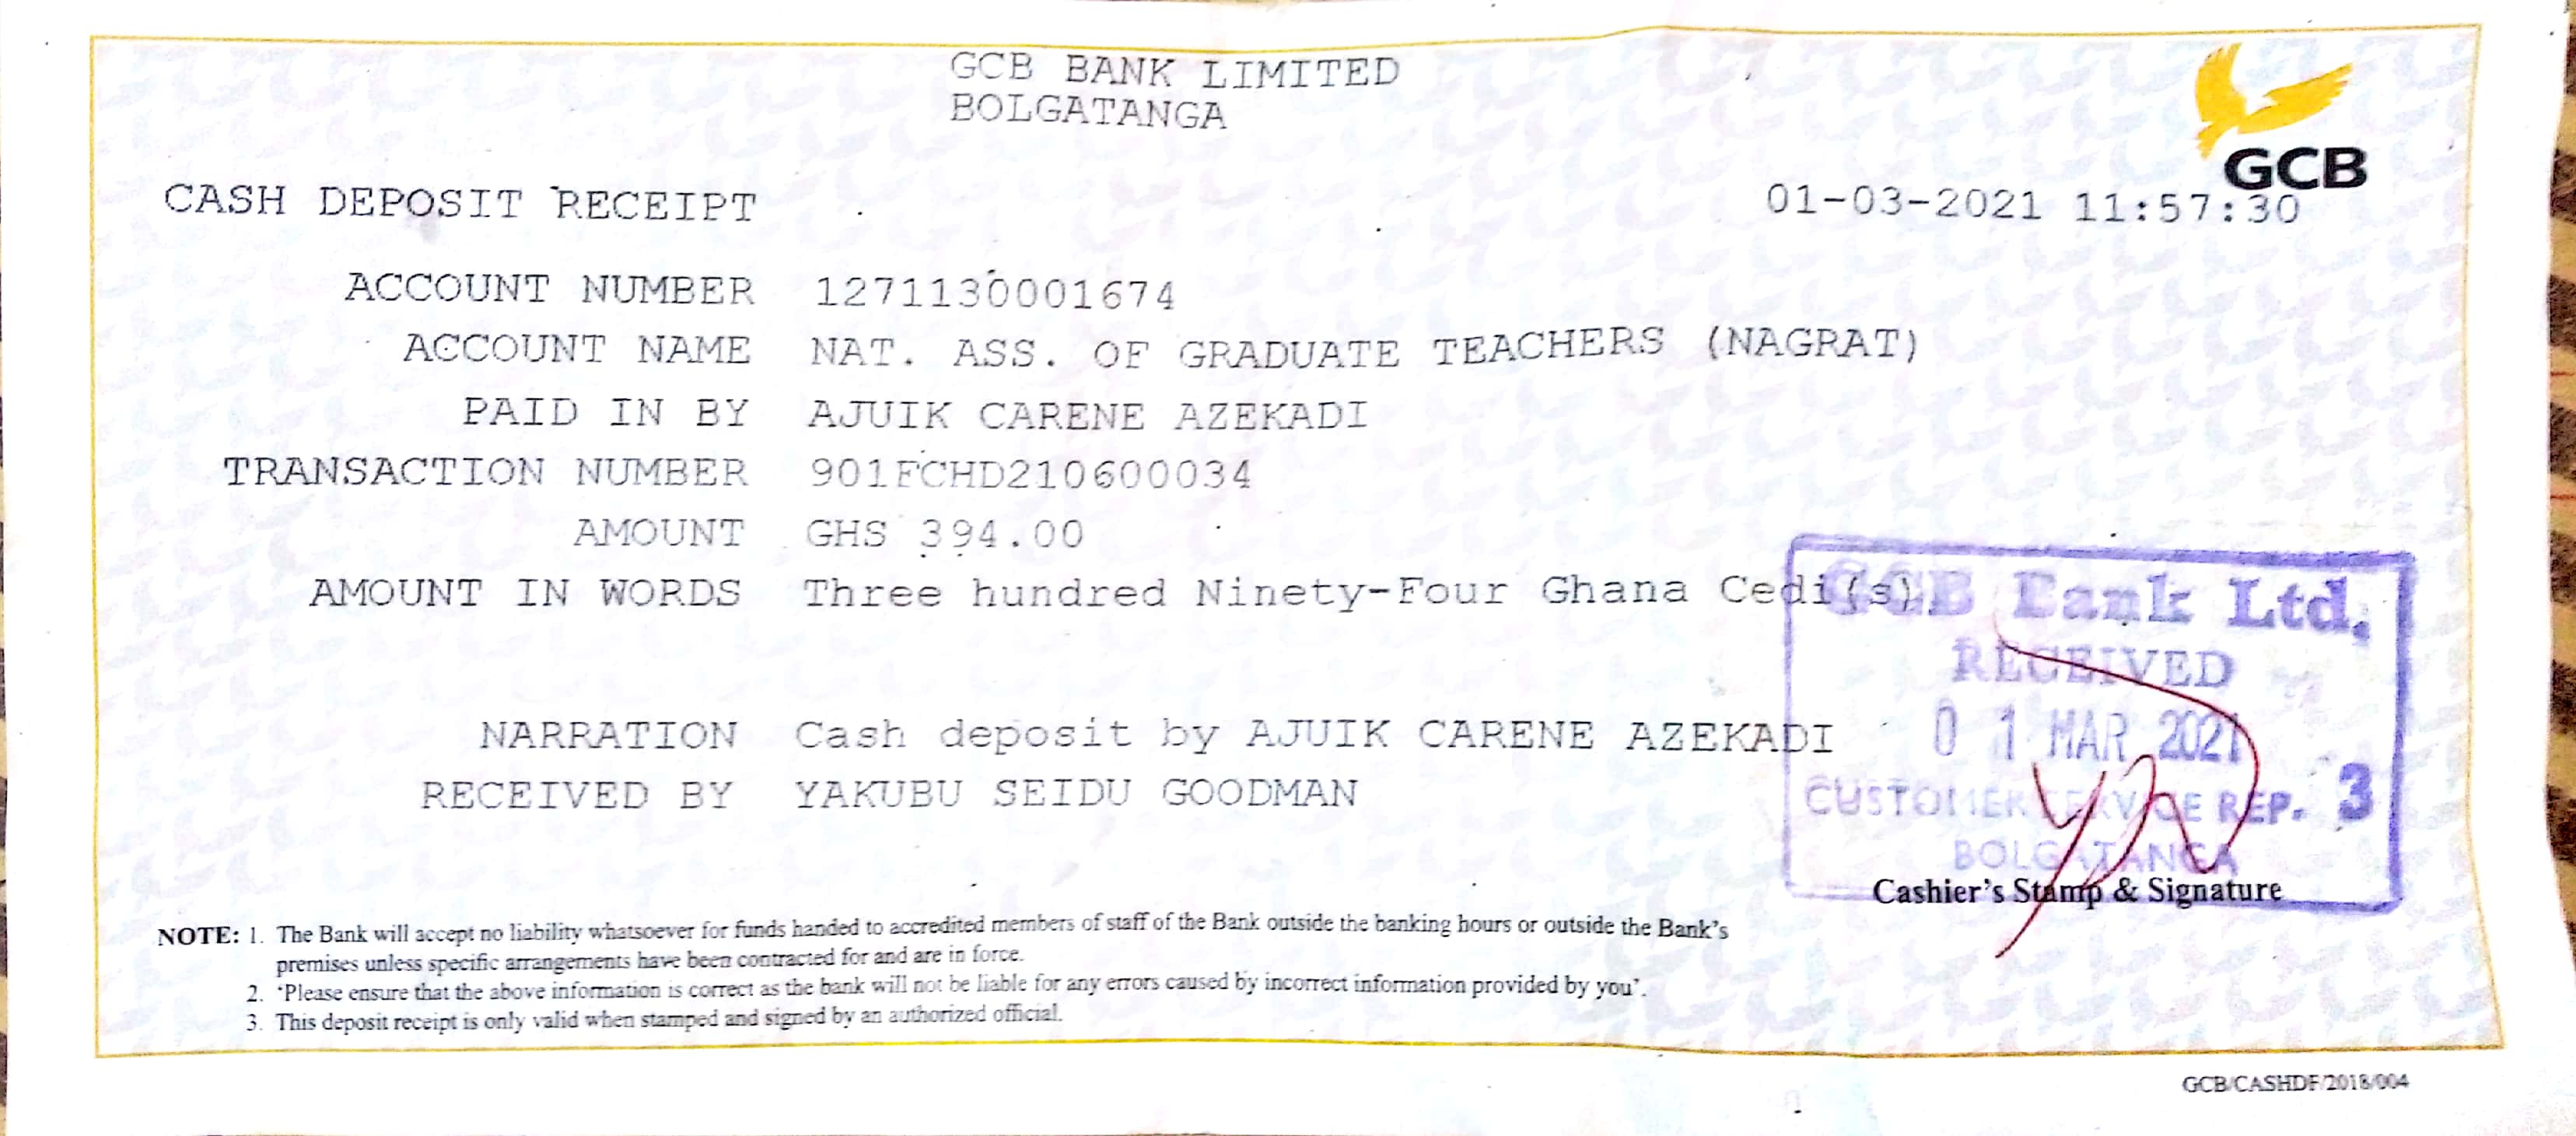 GCB BANK LIMITED
BOLGATANGA
GCB
CASH DEPOSIT RECEIPT 01-03-2021 11:57:30
ACCOUNT NUMBER 1271130001674
ACCOUNT NAME NAT. ASS. OF GRADUATE TEACHERS (NAGRAT)
PAID IN BY AJUIK CARENE AZEKADI
TRANSACTION NUMBER 901FCHD210600034
AMOUNT GHS 394.00
AMOUNT IN WORDS Three hundred Ninety-Four Ghana Cedi(s).
NARRATION Cash deposit by AJUIK CARENE AZEKADI
RECEIVED BY YAKUBU SEIDU GOODMAN
GCB Bank Ltd.
RECEIVED
01 MAR 2021
CUSTOMER SERVICE REP. 3
BOLGATANGA
Cashier's Stamp & Signature
NOTE: 1. The Bank will accept no liability whatsoever for funds handed to accredited members of staff of the Bank outside the banking hours or outside the Bank's
premises unless specific arrangements have been contracted for and are in force.
2. 'Please ensure that the above information is correct as the bank will not be liable for any errors caused by incorrect information provided by you'.
3. This deposit receipt is only valid when stamped and signed by an authorized official.
GCB/CASHDF/2018/004